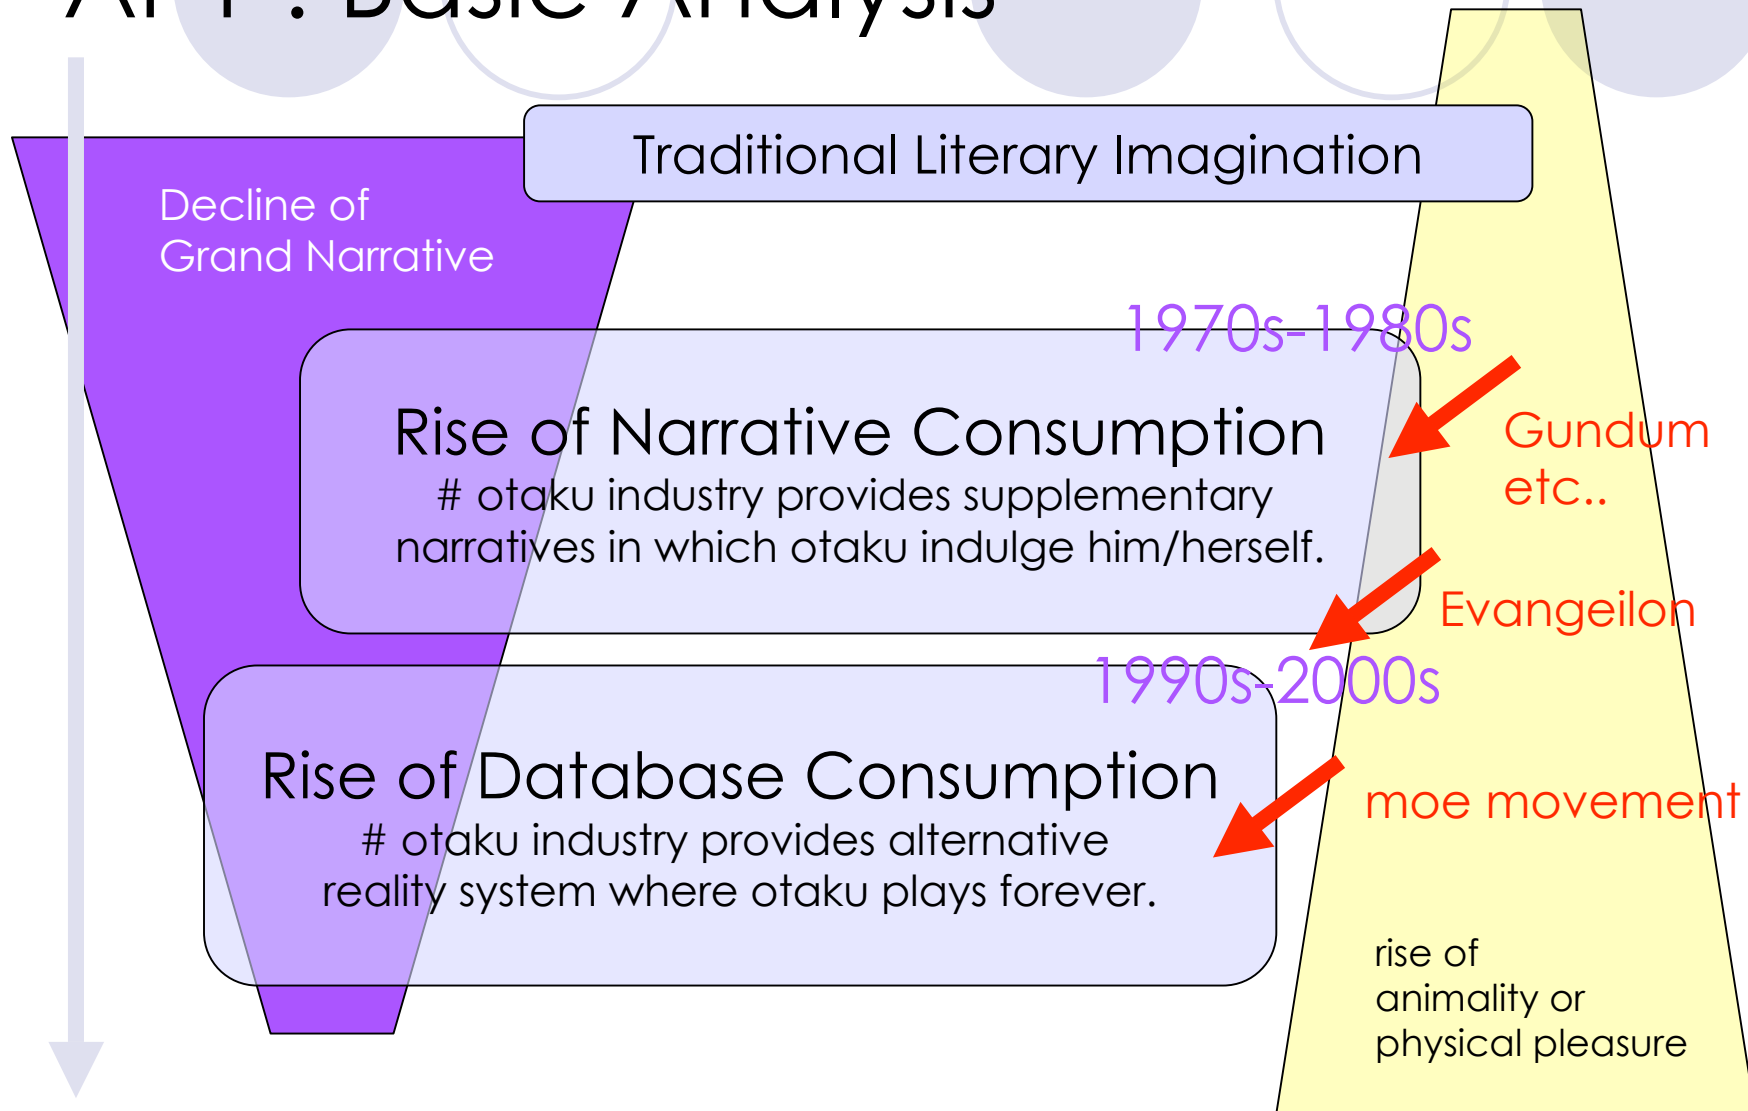 : Basic Analysis
Traditional Literary Imagination
Decline of
Grand Narrative
1970s-1980s
Rise of Narrative Consumption
# otaku industry provides supplementary
narratives in which otaku indulge him/herself.
Gundum
etc..
Evangeilon
1990s-2000s
Rise of Database Consumption
# otaku industry provides alternative
reality system where otaku plays forever.
moe movement
rise of
animality or
physical pleasure